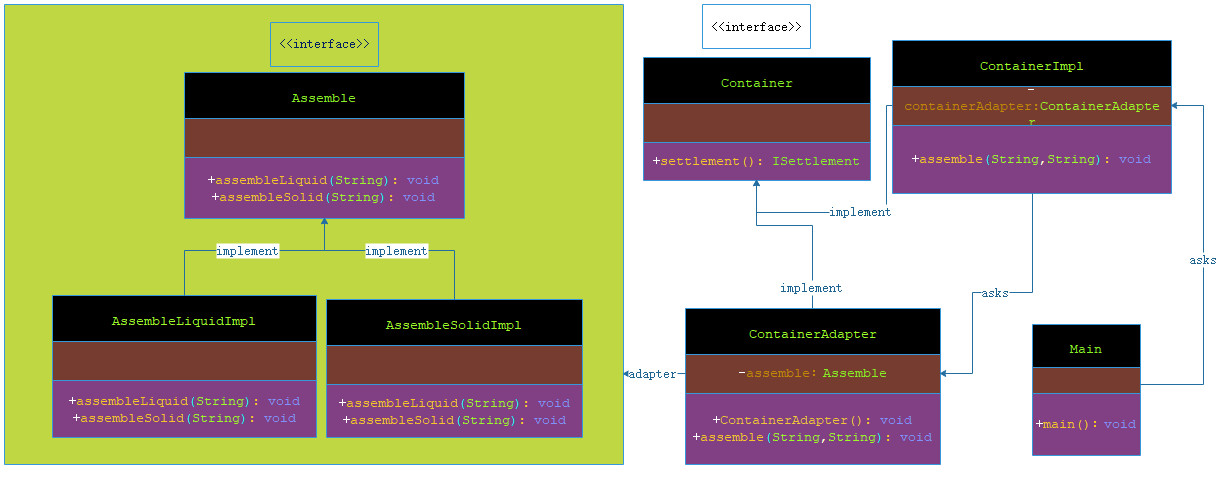 <<interface>>
Assemble
+assembleLiquid(String): void
+assembleSolid(String): void
implement
implement
AssembleLiquidImpl
+assembleLiquid(String): void
+assembleSolid(String): void
AssembleSolidImpl
+assembleLiquid(String): void
+assembleSolid(String): void
<<interface>>
Container
+settlement(): ISettlement
ContainerImpl
-
containerAdapter:ContainerAdapte
r
+assemble(String,String): void
implement
implement
asks
asks
adapter
ContainerAdapter
-assemble: Assemble
+ContainerAdapter(): void
+assemble(String,String): void
Main
+main(): void